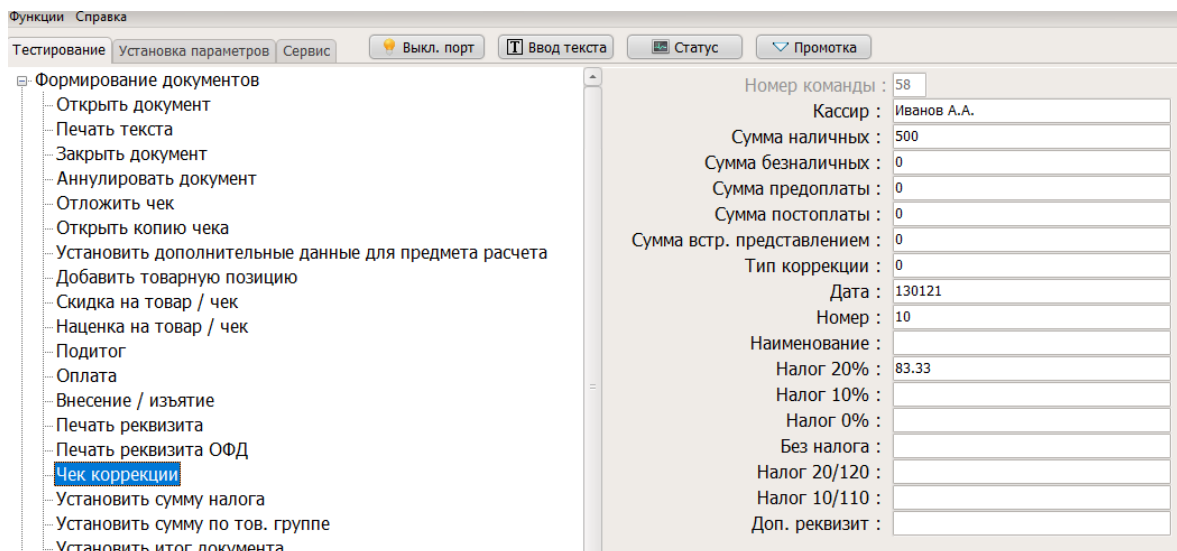 Функции Справка
Тестирование Установка параметров Сервис Выкл. порт Ввод текста Статус Промотка
Формирование документов
Открыть документ
Печать текста
Закрыть документ
Аннулировать документ
Отложить чек
Открыть копию чека
Установить дополнительные данные для предмета расчета
Добавить товарную позицию
Скидка на товар / чек
Наценка на товар / чек
Подитог
Оплата
Внесение / изъятие
Печать реквизита
Печать реквизита ОФД
Чек коррекции
Установить сумму налога
Установить сумму по тов. группе
Установить итог документа
Номер команды : 58
Кассир : Иванов А.А.
Сумма наличных : 500
Сумма безналичных : 0
Сумма предоплаты : 0
Сумма постоплаты : 0
Сумма встр. представлением : 0
Тип коррекции : 0
Дата : 130121
Номер : 10
Наименование :
Налог 20% : 83.33
Налог 10% :
Налог 0% :
Без налога :
Налог 20/120 :
Налог 10/110 :
Доп. реквизит :